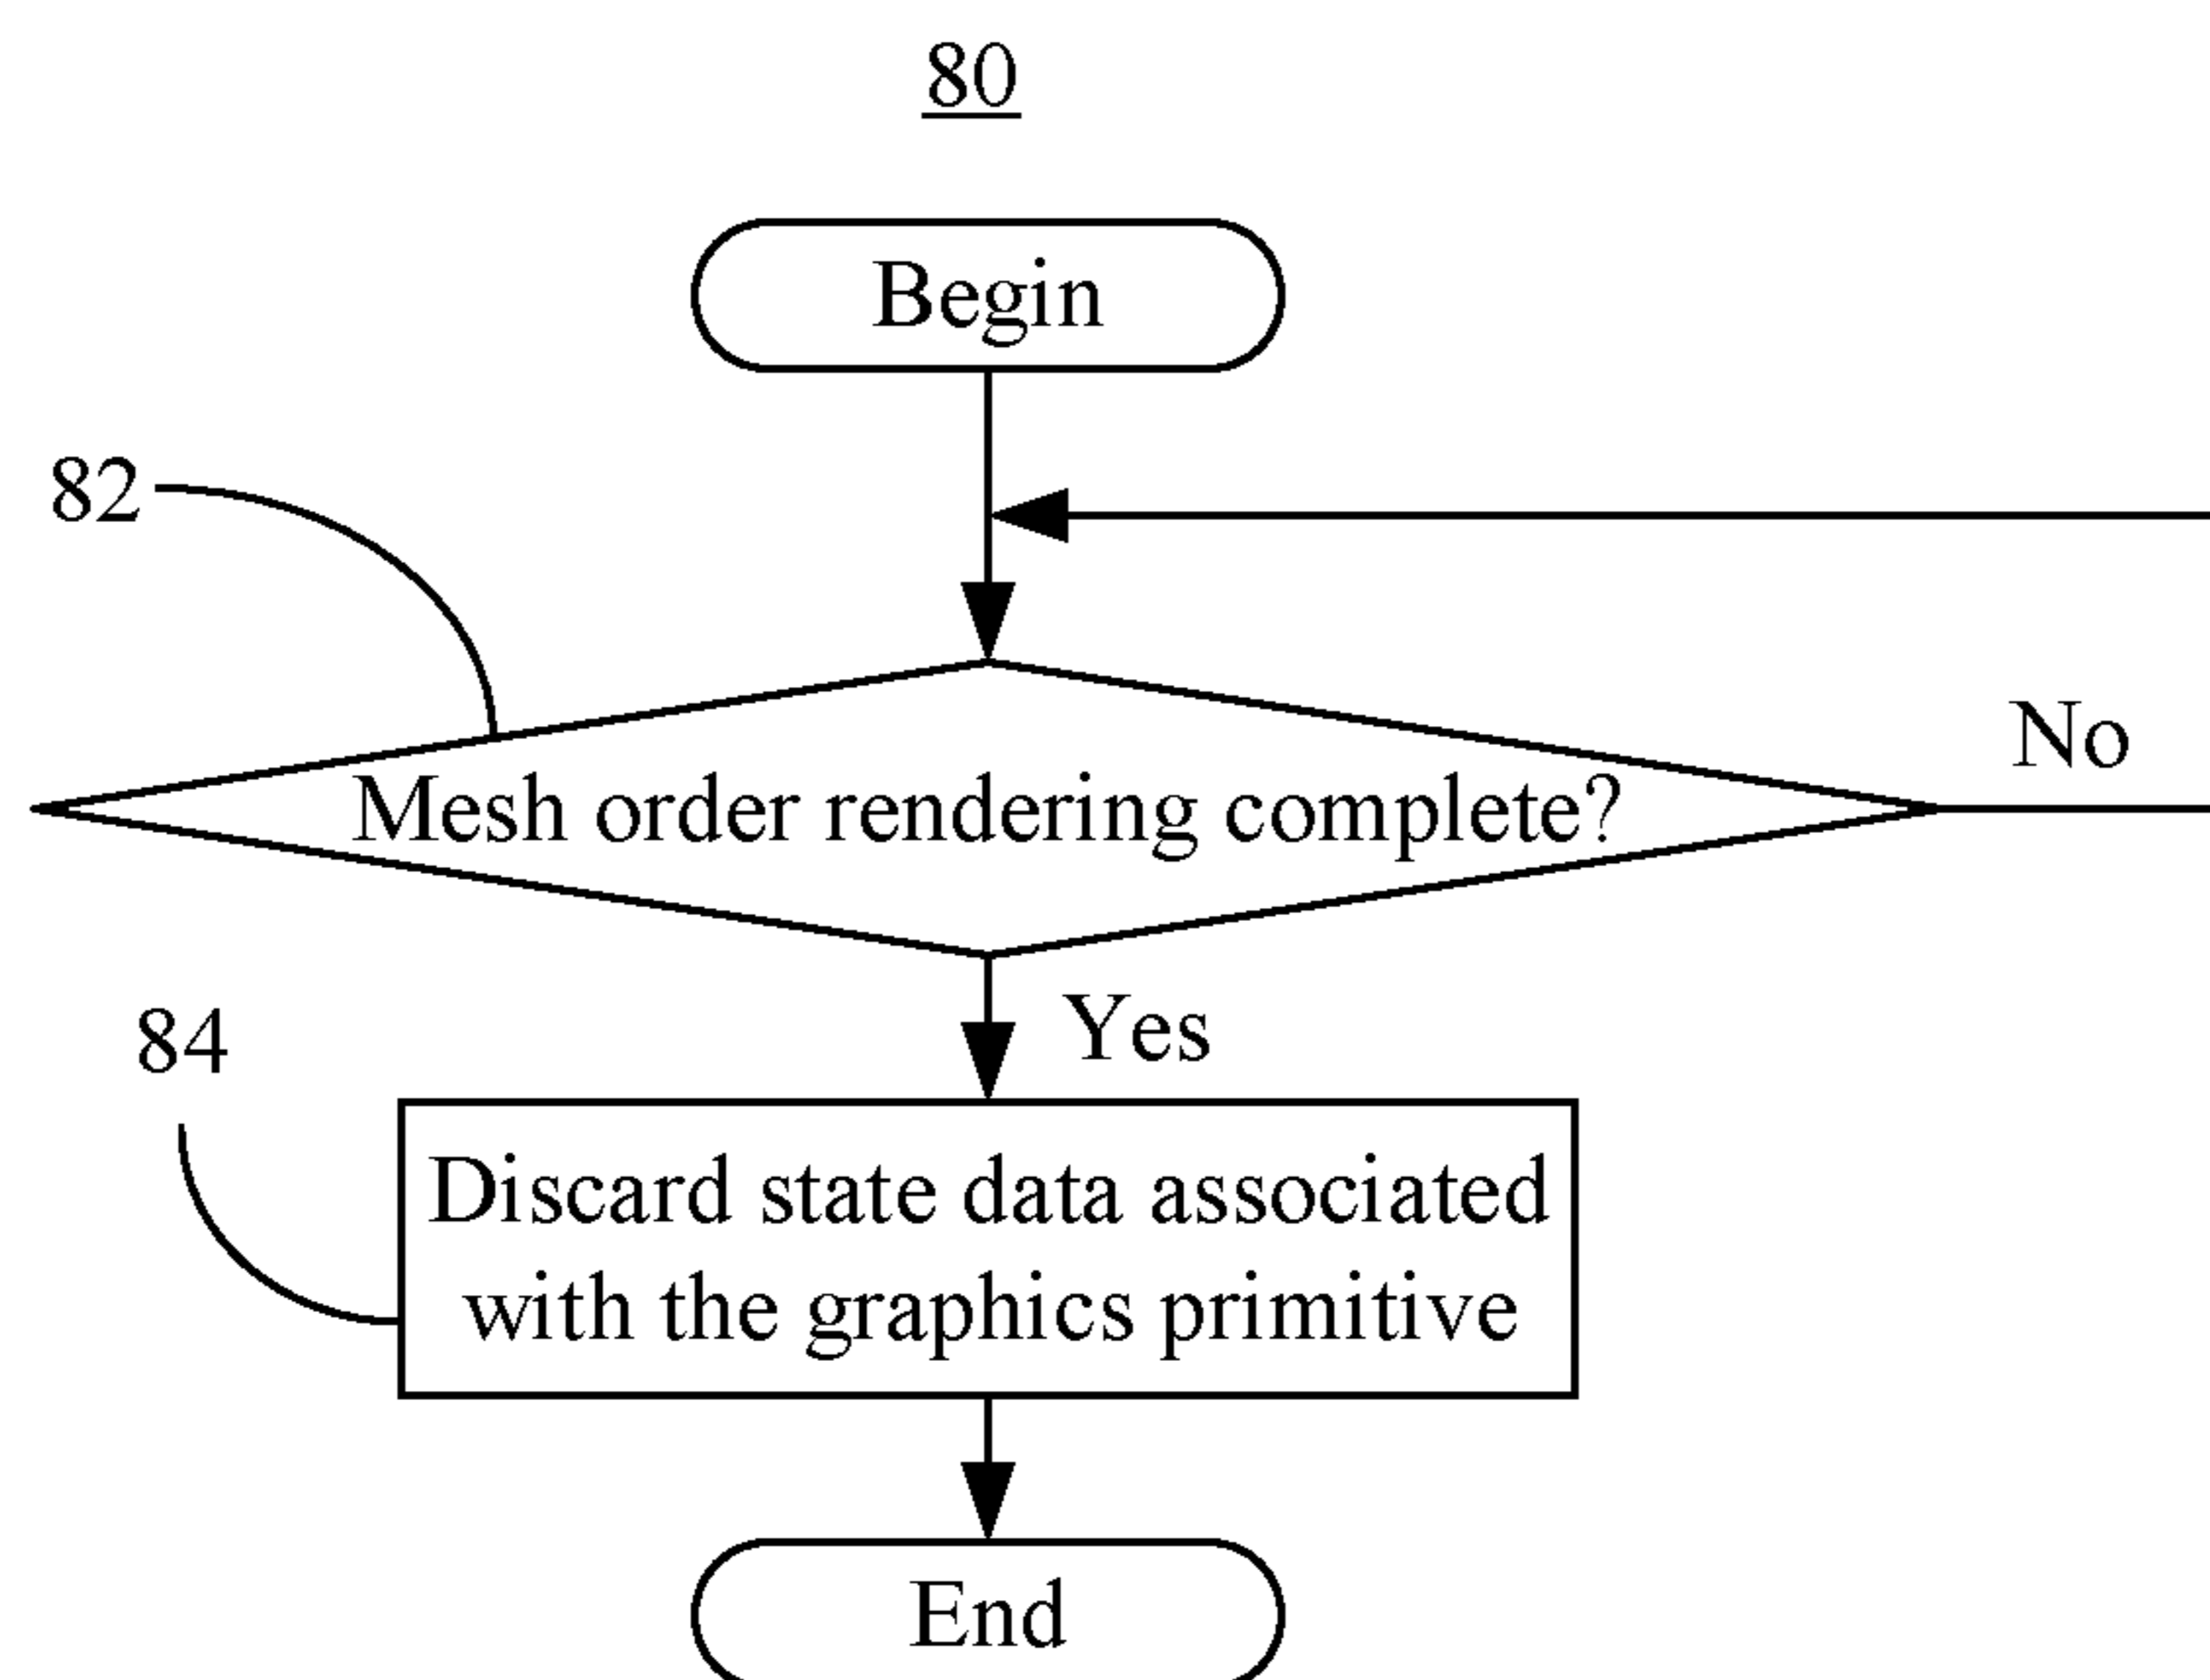 80
Begin
82
No
Mesh order rendering complete?
Yes
84
Discard state data associated
with the graphics primitive
End